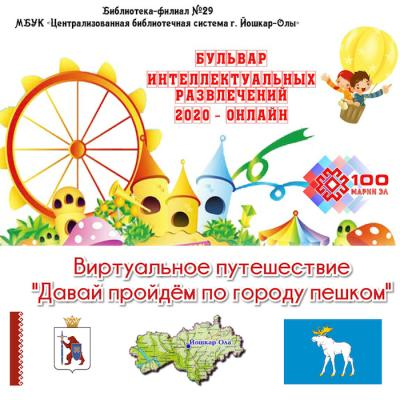 Библиотека-филиал №29
МБУК «Централизованная библиотечная система г. Йошкар-Олы»
БУЛЬВАР
ИНТЕЛЛЕКТУАЛЬНЫХ
РАЗВЛЕЧЕНИЙ
2020 - ОНЛАЙН
100
МАРИЙ ЭЛ
Виртуальное путешествие
"Давай пройдём по городу пешком"
Йошкар Ола